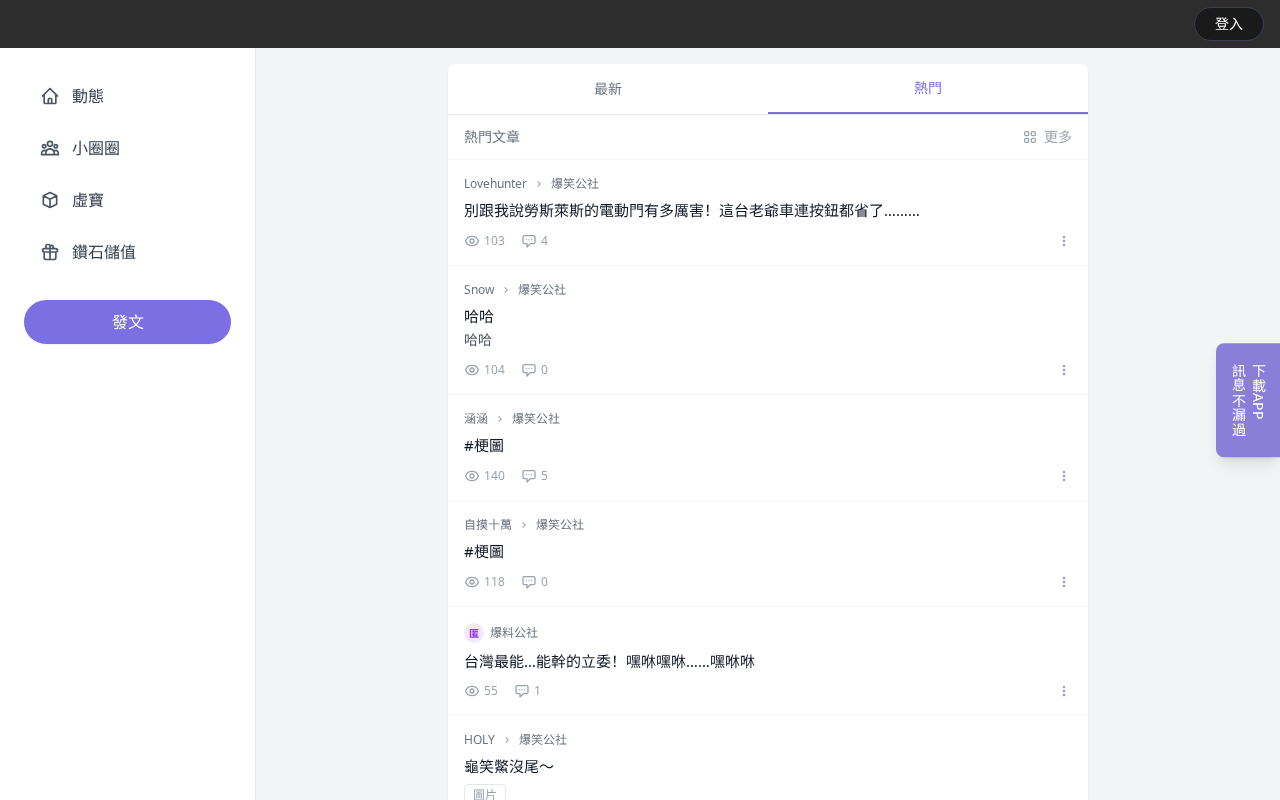 登入
動態
小圈圈
虛寶
鑽石儲值
發文
最新
熱門
熱門文章
更多
Lovehunter > 爆笑公社
別跟我說勞斯萊斯的電動門有多厲害！這台老爺車連按鈕都省了.........
103 4
Snow > 爆笑公社
哈哈
哈哈
104 0
涵涵 > 爆笑公社
#梗圖
140 5
自摸十萬 > 爆笑公社
#梗圖
118 0
匿 爆料公社
台灣最能...能幹的立委！嘿咻嘿咻......嘿咻咻
55 1
HOLY > 爆笑公社
龜笑鱉沒尾～
圖片
下載APP
訊息不漏過